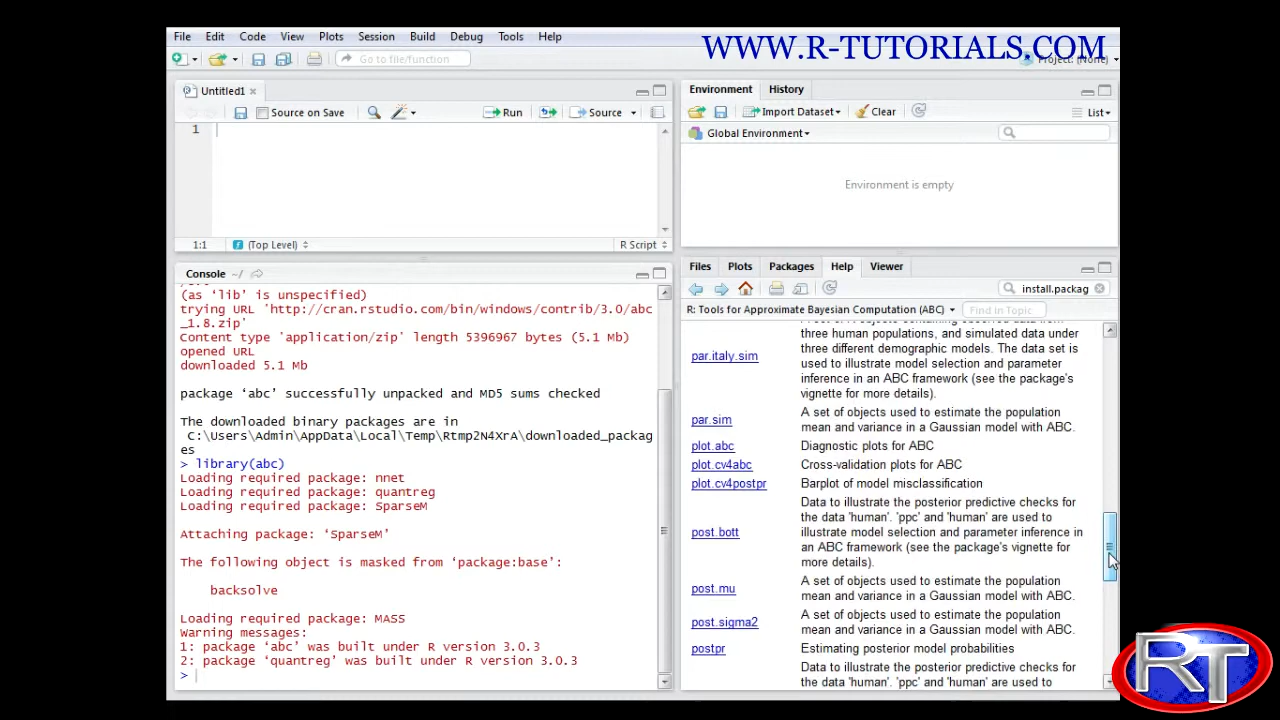 File Edit Code View Plots Session Build Debug Tools Help
WWW.R-TUTORIALS.COM
Go to file/function
Project: (None)
Untitled1
Environment History
Source on Save
Run
Source
Import Dataset
Clear
List
Global Environment
1
Environment is empty
1:1 (Top Level) R Script
Console ~/
Files Plots Packages Help Viewer
install.packag
R: Tools for Approximate Bayesian Computation (ABC)
Find in Topic
(as ‘lib’ is unspecified)
trying URL 'http://cran.rstudio.com/bin/windows/contrib/3.0/abc
_1.8.zip'
Content type 'application/zip' length 5396967 bytes (5.1 Mb)
opened URL
downloaded 5.1 Mb
package ‘abc’ successfully unpacked and MD5 sums checked
The downloaded binary packages are in
C:\Users\Admin\AppData\Local\Temp\Rtmp2N4XrA\downloaded_packag
es
> library(abc)
Loading required package: nnet
Loading required package: quantreg
Loading required package: SparseM
Attaching package: ‘SparseM’
The following object is masked from ‘package:base’:
backsolve
Loading required package: MASS
Warning messages:
1: package ‘abc’ was built under R version 3.0.3
2: package ‘quantreg’ was built under R version 3.0.3
>
three human populations, and simulated data under
three different demographic models. The data set is
par.italy.sim used to illustrate model selection and parameter
inference in an ABC framework (see the package's
vignette for more details).
A set of objects used to estimate the population
par.sim mean and variance in a Gaussian model with ABC.
plot.abc Diagnostic plots for ABC
plot.cv4abc Cross-validation plots for ABC
plot.cv4postpr Barplot of model misclassification
Data to illustrate the posterior predictive checks for
the data 'human'. 'ppc' and 'human' are used to
post.bott illustrate model selection and parameter inference in
an ABC framework (see the package's vignette for
more details).
post.mu A set of objects used to estimate the population
mean and variance in a Gaussian model with ABC.
post.sigma2 A set of objects used to estimate the population
mean and variance in a Gaussian model with ABC.
postpr Estimating posterior model probabilities
Data to illustrate the posterior predictive checks for
the data 'human'. 'ppc' and 'human' are used to
RT